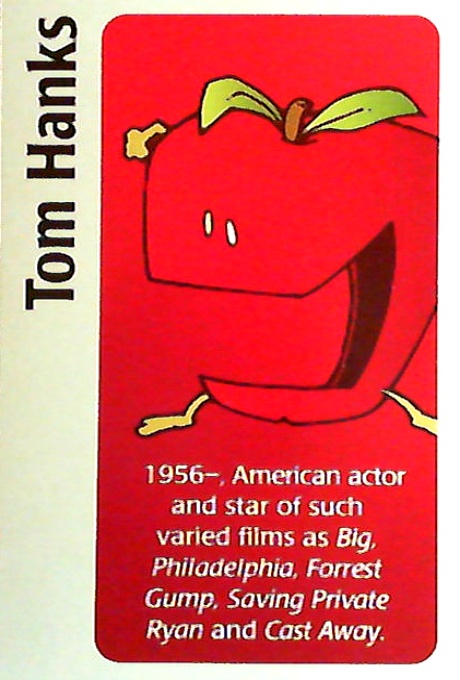 Tom Hanks
1956–, American actor
and star of such
varied films as Big,
Philadelphia, Forrest
Gump, Saving Private
Ryan and Cast Away.